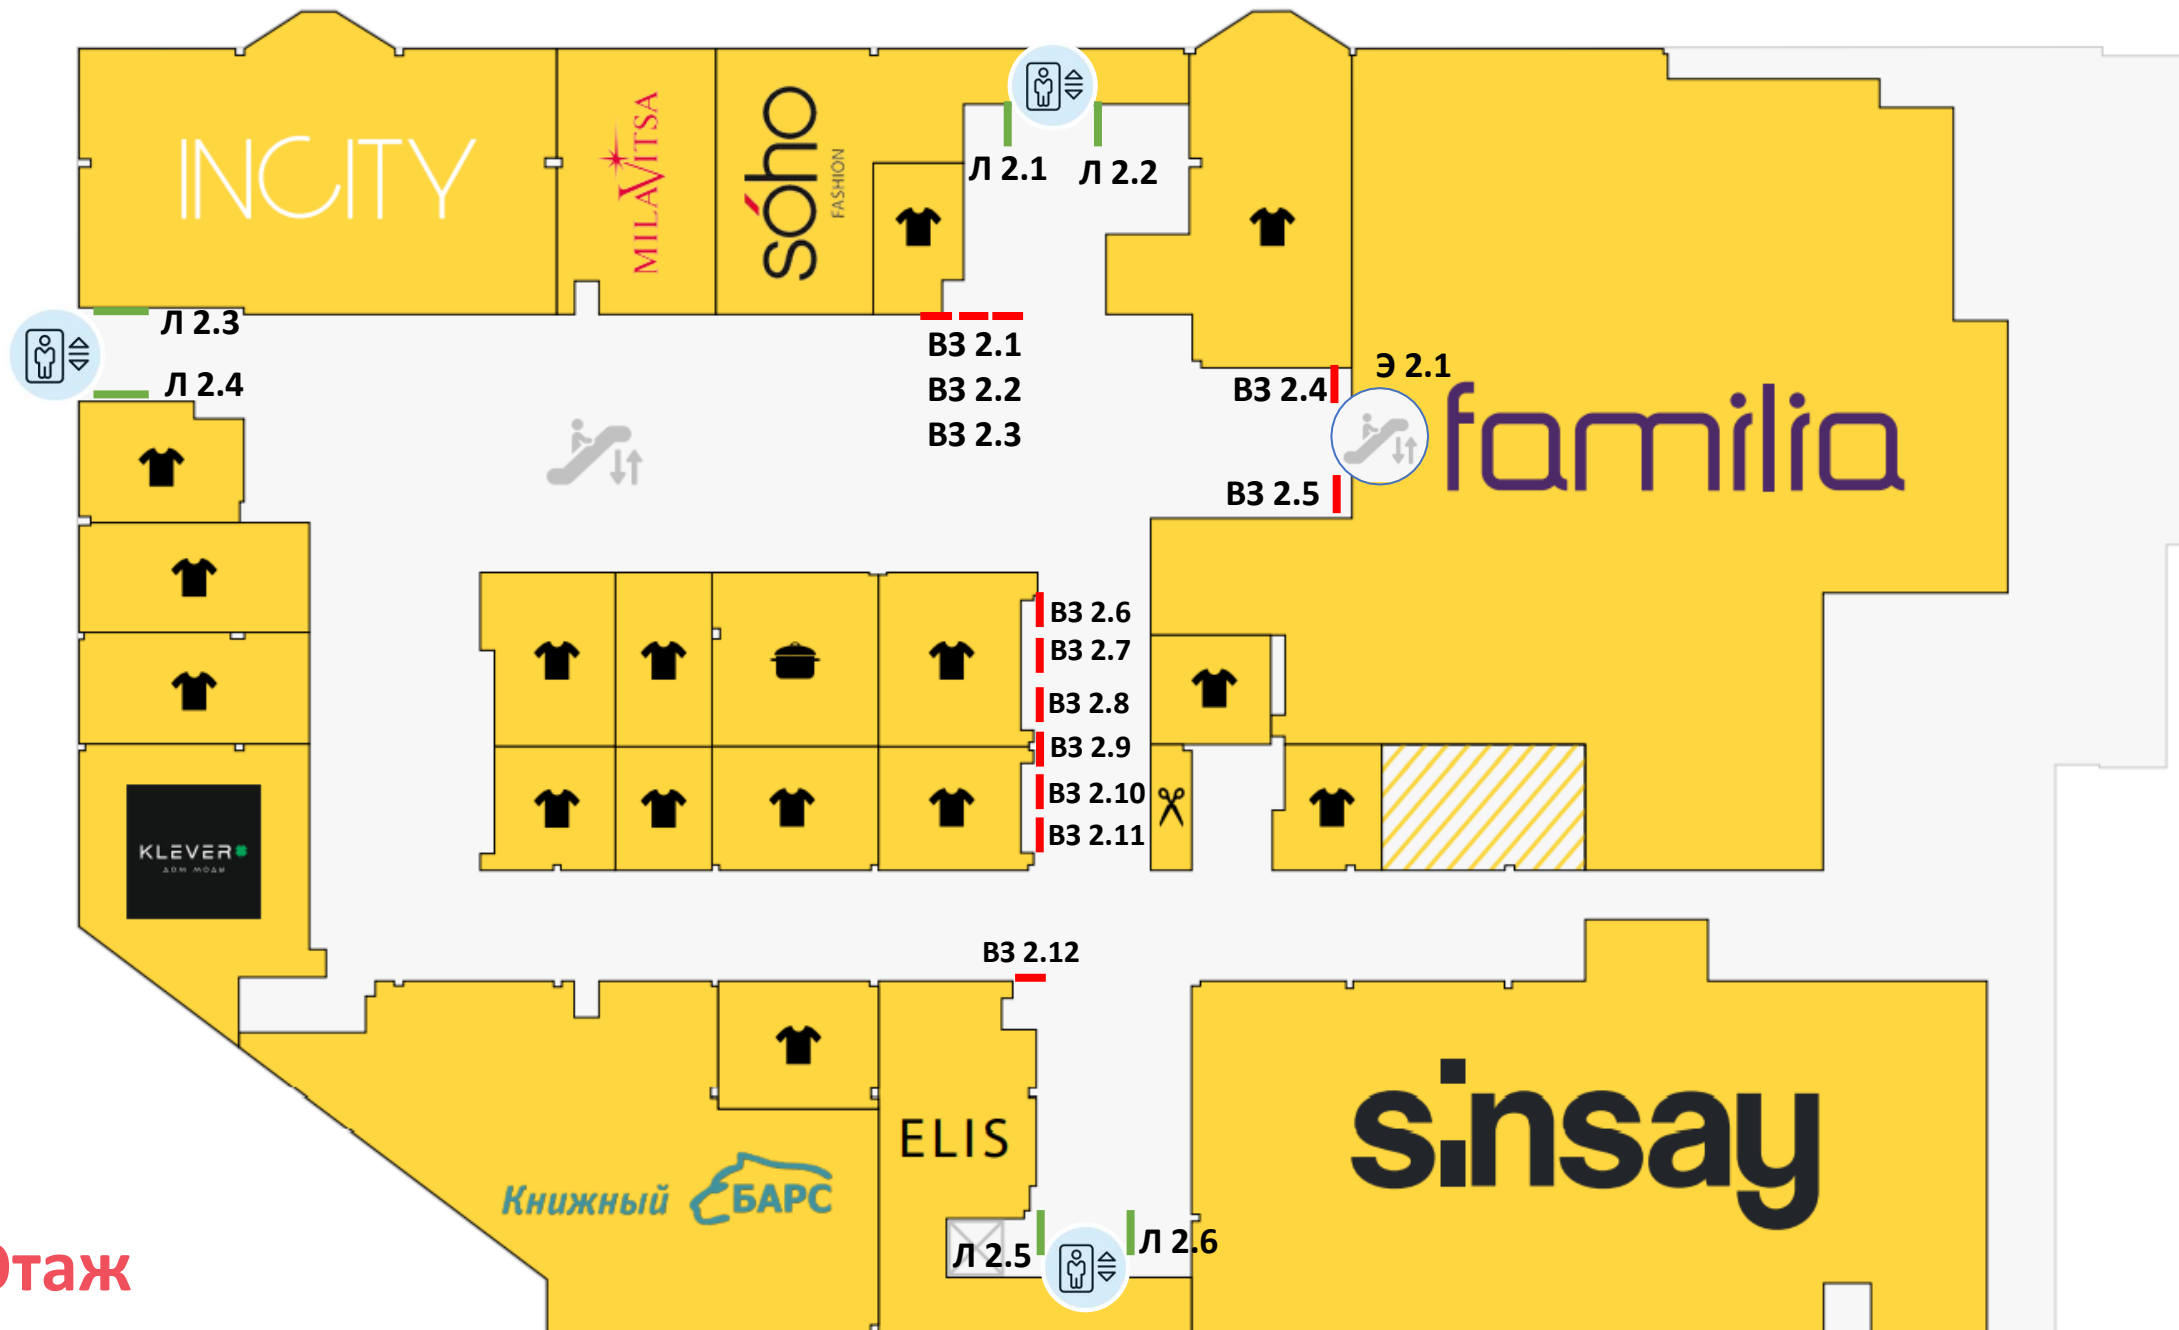 INCITY
MILAVITSA
sóho
FASHION
Л 2.1
Л 2.2
Л 2.3
Л 2.4
ВЗ 2.1
ВЗ 2.2
ВЗ 2.3
ВЗ 2.4
Э 2.1
familia
ВЗ 2.5
ВЗ 2.6
ВЗ 2.7
ВЗ 2.8
ВЗ 2.9
ВЗ 2.10
ВЗ 2.11
KLEVER
ДОМ МОДЫ
ВЗ 2.12
ELIS
sinsay
Книжный БАРС
Л 2.5
Л 2.6
Этаж